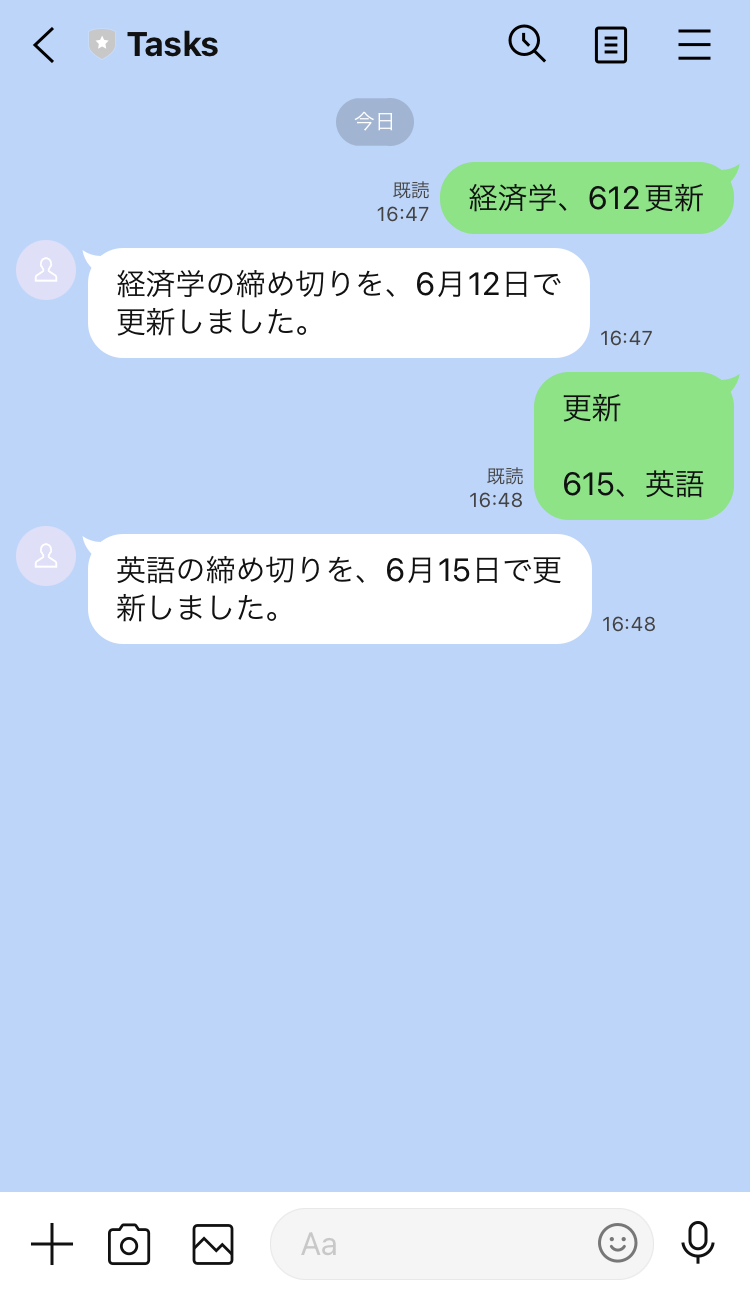 Tasks
今日
経済学、612更新
既読
16:47
経済学の締め切りを、6月12日で
更新しました。
16:47
更新
615、英語
既読
16:48
英語の締め切りを、6月15日で更
新しました。
16:48
Aa